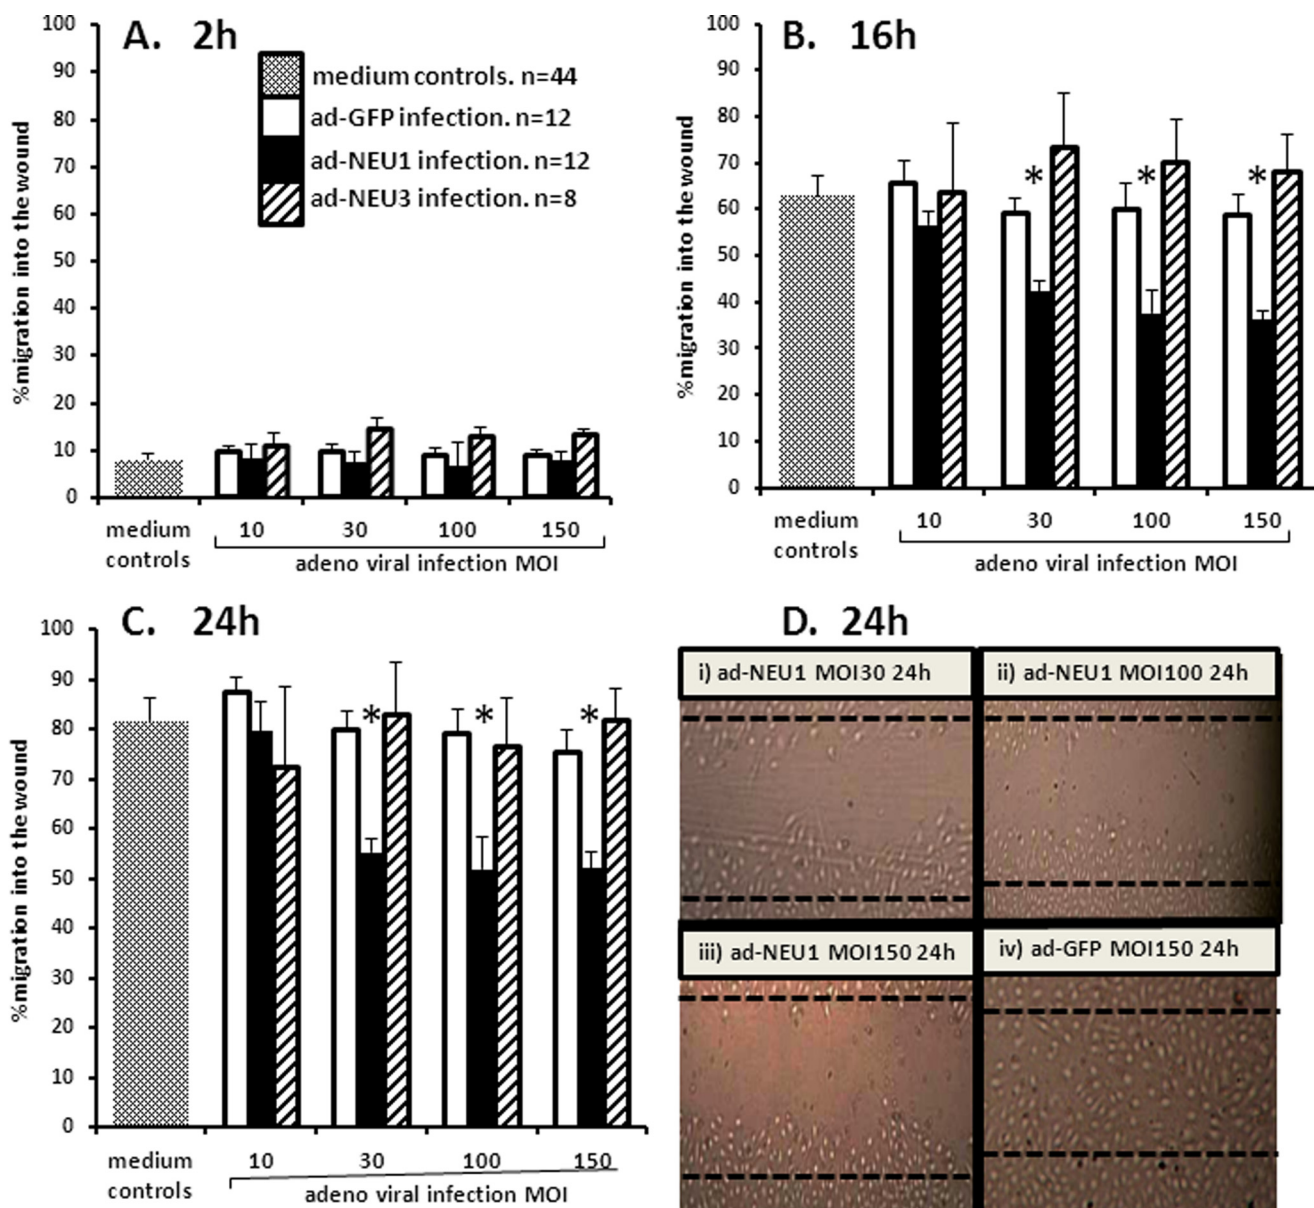 A. 2h
%migration into the wound
100
90
80
70
60
50
40
30
20
10
0
medium controls. n=44
ad-GFP infection. n=12
ad-NEU1 infection. n=12
ad-NEU3 infection. n=8
medium
controls
10 30 100 150
adeno viral infection MOI
B. 16h
%migration into the wound
100
90
80
70
60
50
40
30
20
10
0
* * *
medium
controls
10 30 100 150
adeno viral infection MOI
C. 24h
%migration into the wound
100
90
80
70
60
50
40
30
20
10
0
* * *
medium
controls
10 30 100 150
adeno viral infection MOI
D. 24h
i) ad-NEU1 MOI30 24h
ii) ad-NEU1 MOI100 24h
iii) ad-NEU1 MOI150 24h
iv) ad-GFP MOI150 24h